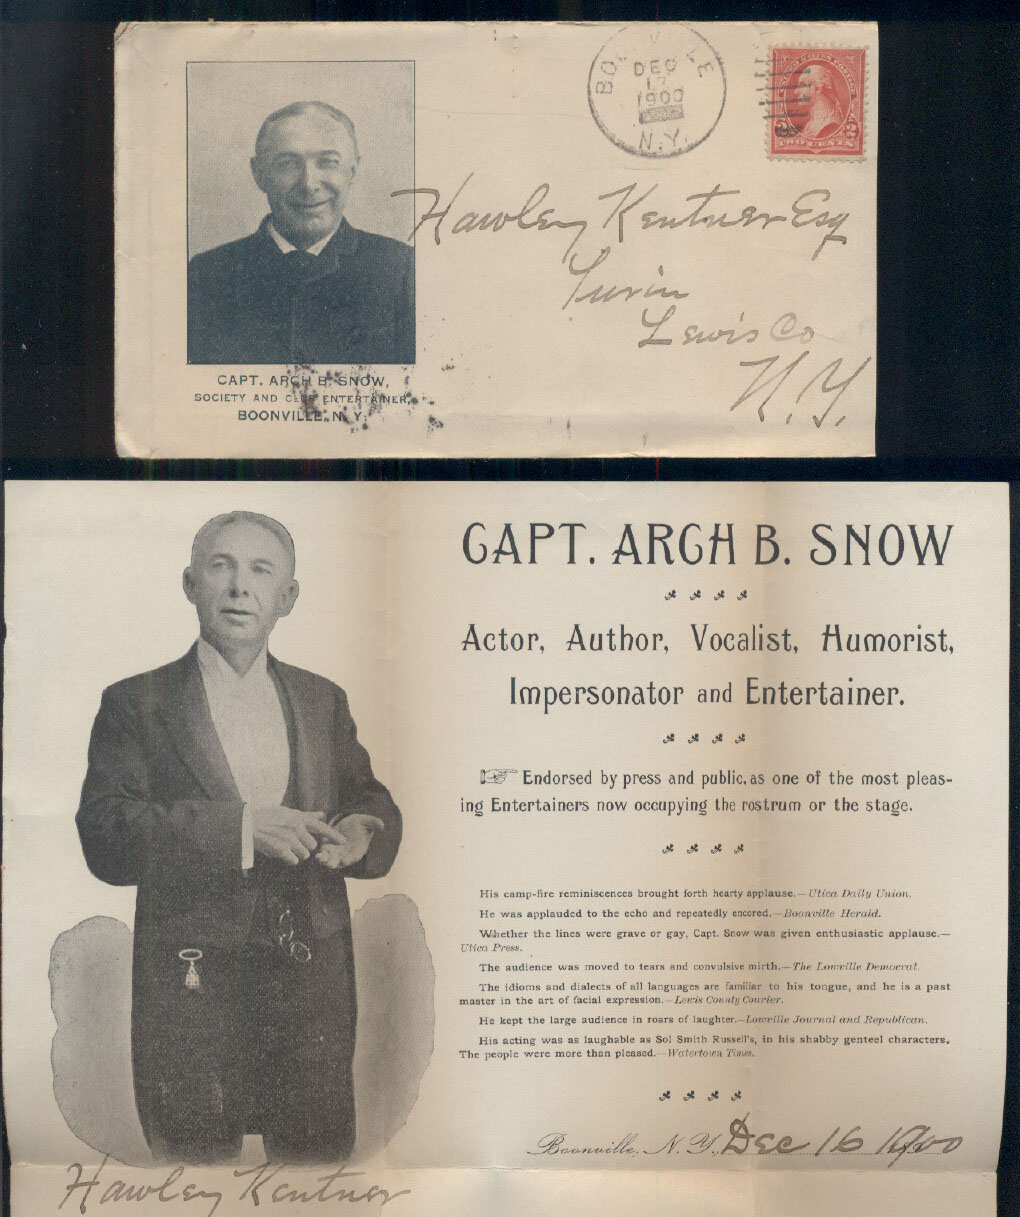 BOONVILLE
DEC
17
1900
N.Y.
Hawley Kentner Esq
Turin
Lewis Co
N.Y.
CAPT. ARCH B. SNOW,
SOCIETY AND CLUB ENTERTAINER,
BOONVILLE, N. Y.
CAPT. ARCH B. SNOW
Actor, Author, Vocalist, Humorist,
Impersonator and Entertainer.
Endorsed by press and public, as one of the most pleas-
ing Entertainers now occupying the rostrum or the stage.
His camp-fire reminiscences brought forth hearty applause.—Utica Daily Union.
He was applauded to the echo and repeatedly encored.—Boonville Herald.
Whether the lines were grave or gay, Capt. Snow was given enthusiastic applause.—
Utica Press.
The audience was moved to tears and convulsive mirth.—The Lowville Democrat.
The idioms and dialects of all languages are familiar to his tongue, and he is a past
master in the art of facial expression.—Lewis County Courier.
He kept the large audience in roars of laughter.—Lowville Journal and Republican.
His acting was as laughable as Sol Smith Russell's, in his shabby genteel characters.
The people were more than pleased.—Watertown Times.
Boonville, N. Y., Dec 16 1900
Hawley Kentner